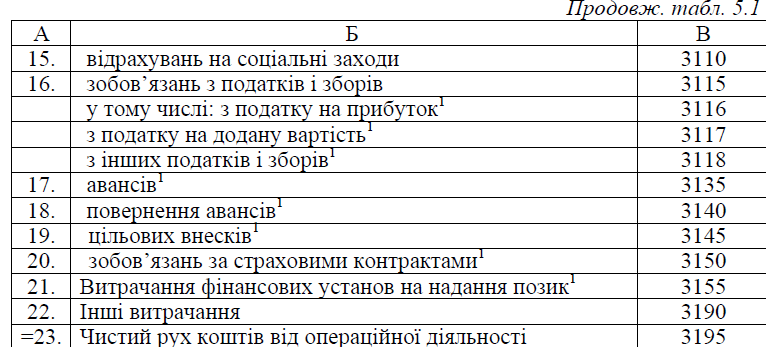 Продовж. табл. 5.1
А Б В
15. відрахувань на соціальні заходи 3110
16. зобов’язань з податків і зборів 3115
у тому числі: з податку на прибуток¹ 3116
з податку на додану вартість¹ 3117
з інших податків і зборів¹ 3118
17. авансів¹ 3135
18. повернення авансів¹ 3140
19. цільових внесків¹ 3145
20. зобов’язань за страховими контрактами¹ 3150
21. Витрачання фінансових установ на надання позик¹ 3155
22. Інші витрачання 3190
=23. Чистий рух коштів від операційної діяльності 3195